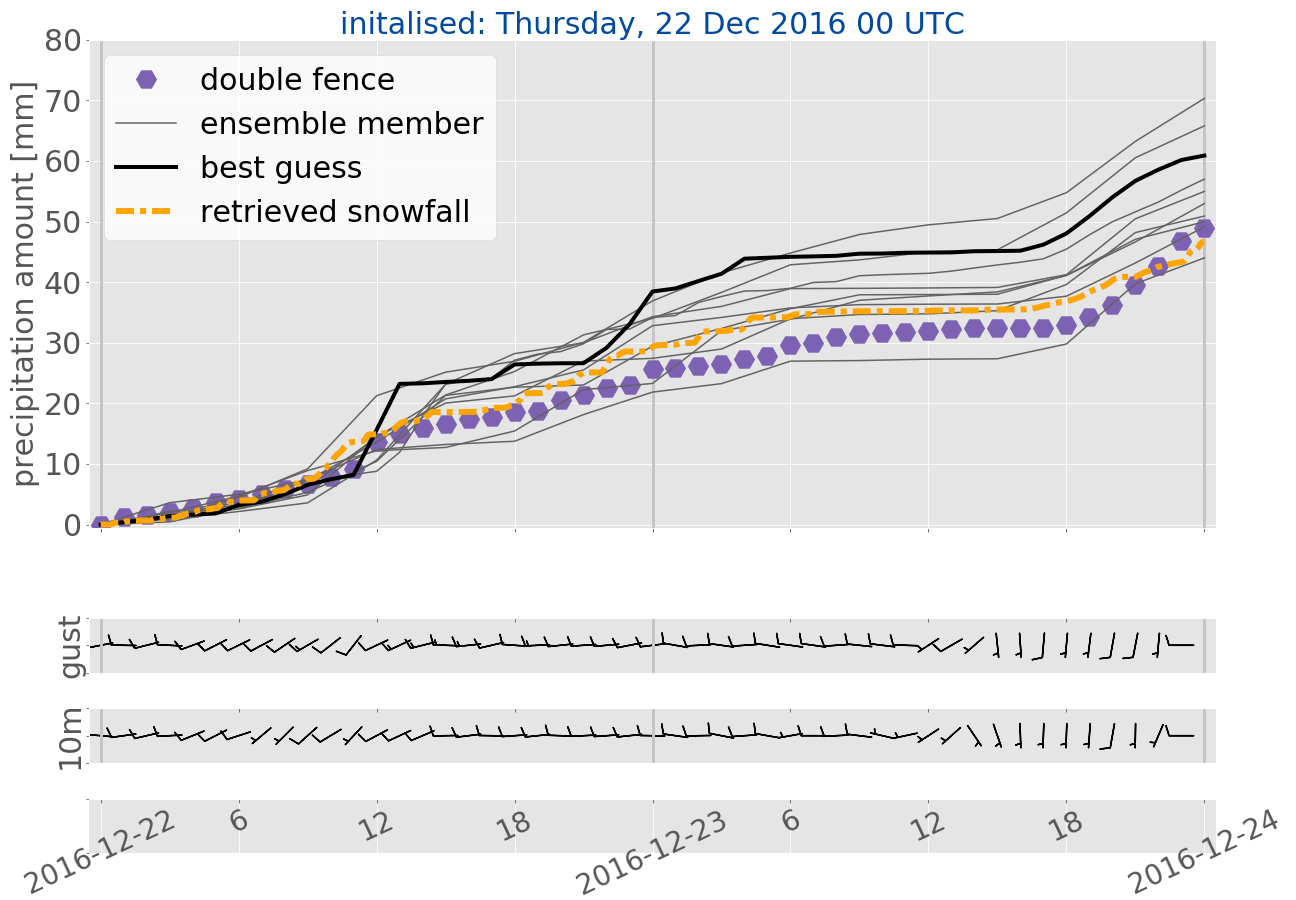 initalised: Thursday, 22 Dec 2016 00 UTC
precipitation amount [mm]
80
70
60
50
40
30
20
10
0
double fence
ensemble member
best guess
retrieved snowfall
gust
10m
2016-12-22
6
12
18
2016-12-23
6
12
18
2016-12-24